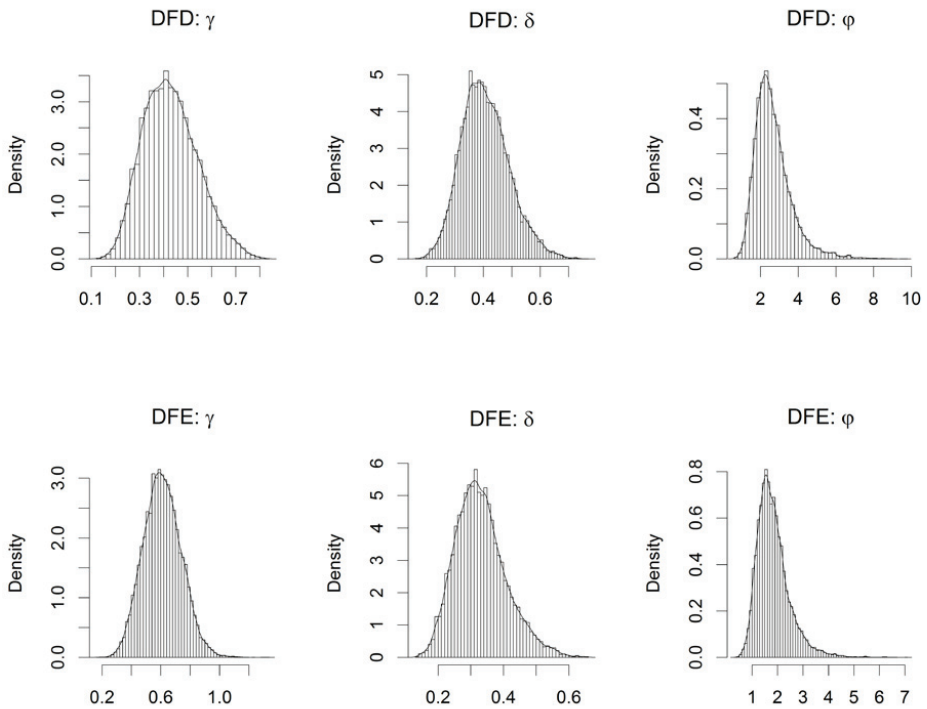 DFD: γ
DFD: δ
DFD: φ
Density
0.0 1.0 2.0 3.0
0.1 0.3 0.5 0.7
Density
0 1 2 3 4 5
0.2 0.4 0.6
Density
0.0 0.2 0.4
2 4 6 8 10
DFE: γ
DFE: δ
DFE: φ
Density
0.0 1.0 2.0 3.0
0.2 0.6 1.0
Density
0 1 2 3 4 5 6
0.2 0.4 0.6
Density
0.0 0.2 0.4 0.6 0.8
1 2 3 4 5 6 7